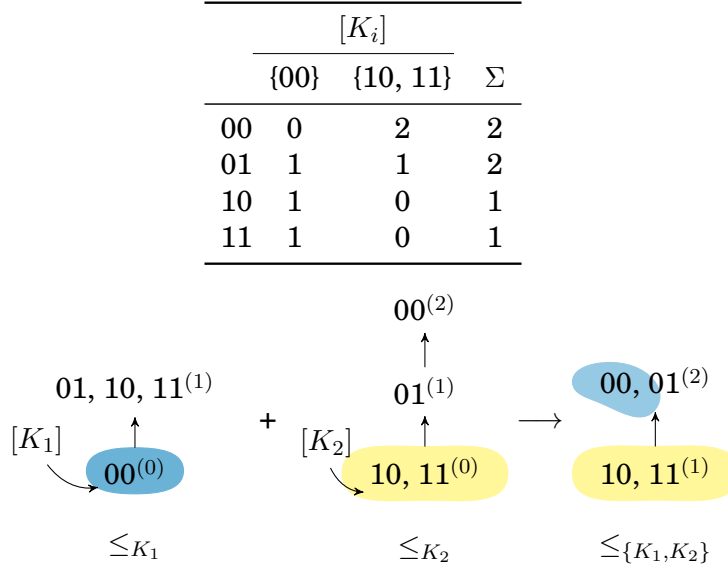 [K_i]
{00} {10, 11} Σ
00 0 2 2
01 1 1 2
10 1 0 1
11 1 0 1
00^(2)
01, 10, 11^(1) + 01^(1) ⟶ 00, 01^(2)
[K_1] [K_2]
00^(0) 10, 11^(0) 10, 11^(1)
≤_{K_1} ≤_{K_2} ≤_{{K_1,K_2}}